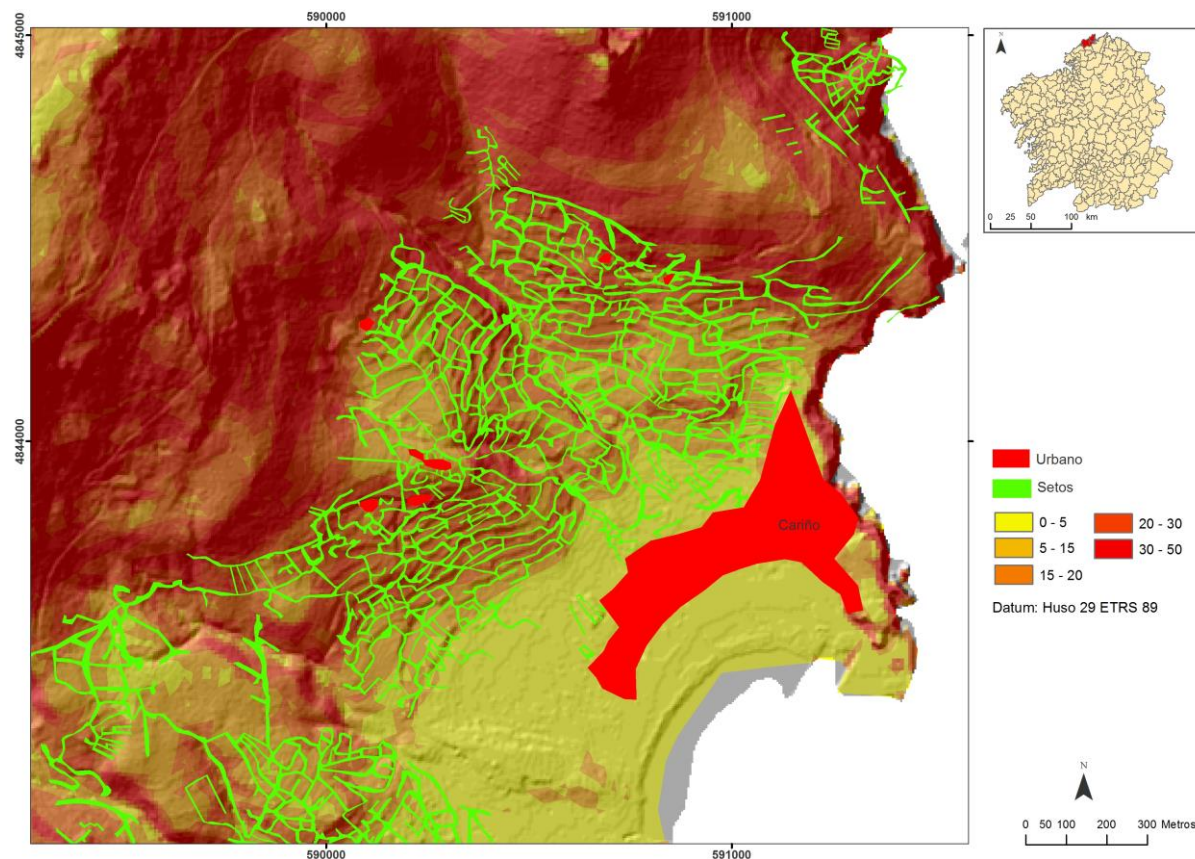 590000
591000
4845000
N
0 25 50 100 km
4844000
4844000
Cariño
Urbano
Setos
0 - 5
20 - 30
5 - 15
30 - 50
15 - 20
Datum: Huso 29 ETRS 89
N
0 50 100 200 300 Metros
590000
591000